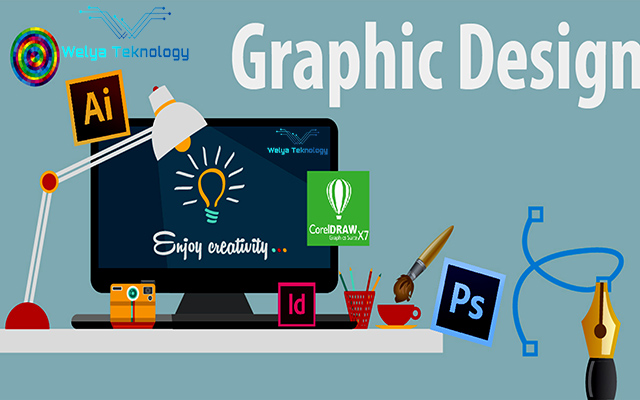 Welya Teknology
Graphic Design
Ai
Welya Teknology
CorelDRAW
Graphics Suite X7
Enjoy creativity...
Id
Ps